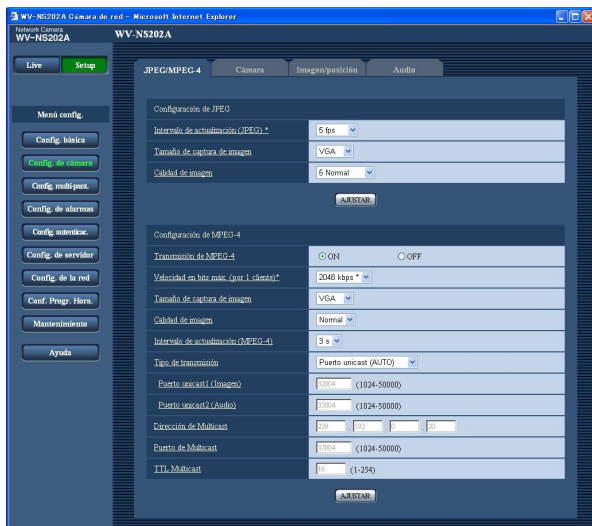 WV-NS202A Cámara de red - Microsoft Internet Explorer
Network Camera
WV-NS202A
WV-NS202A
Live
Setup
Menú config.
Config. básica
Config. de cámara
Config. multi-pant.
Config. de alarmas
Config. autenticac.
Config. de servidor
Config. de la red
Conf. Progr. Hora.
Mantenimiento
Ayuda
JPEG/MPEG-4
Cámara
Imagen/posición
Audio
Configuración de JPEG
Intervalo de actualización (JPEG) *
5 fps
Tamaño de captura de imagen
VGA
Calidad de imagen
5 Normal
AJUSTAR
Configuración de MPEG-4
Transmisión de MPEG-4
ON
OFF
Velocidad en bits máx. (por 1 cliente)*
2048 kbps *
Tamaño de captura de imagen
VGA
Calidad de imagen
Normal
Intervalo de actualización (MPEG-4)
3 s
Tipo de transmisión
Puerto unicast (AUTO)
Puerto unicast1 (Imagen)
32004 (1024-50000)
Puerto unicast2 (Audio)
33004 (1024-50000)
Dirección de Multicast
239 . 192 . 0 . 20
Puerto de Multicast
37004 (1024-50000)
TTL Multicast
16 (1-254)
AJUSTAR